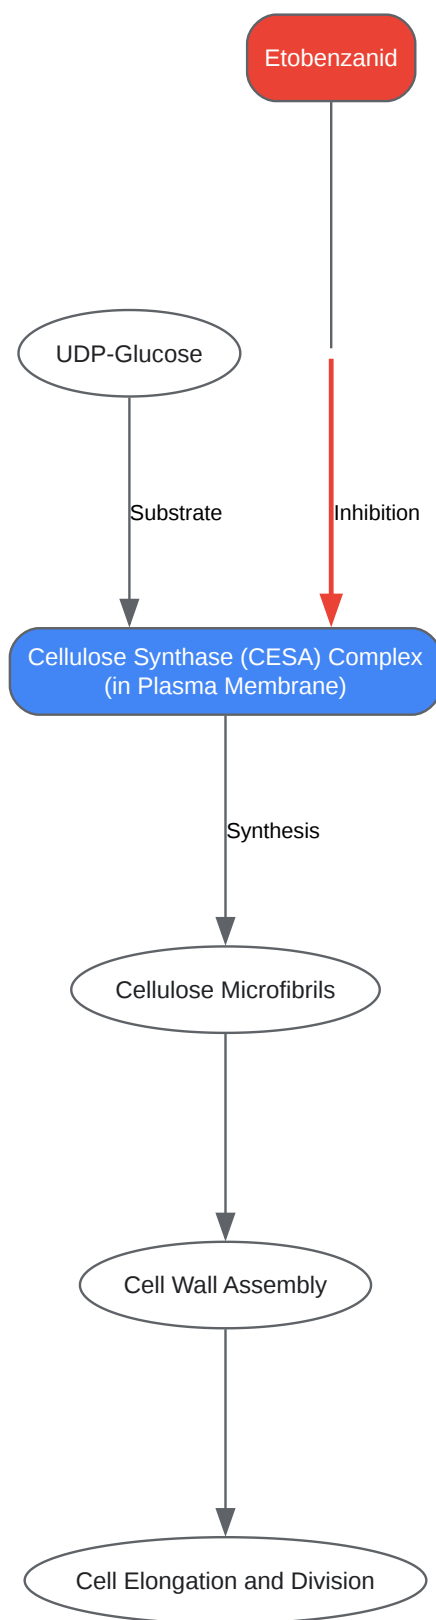 Etobenzanid
UDP-Glucose
Substrate
Inhibition
Cellulose Synthase (CESA) Complex
(in Plasma Membrane)
Synthesis
Cellulose Microfibrils
Cell Wall Assembly
Cell Elongation and Division